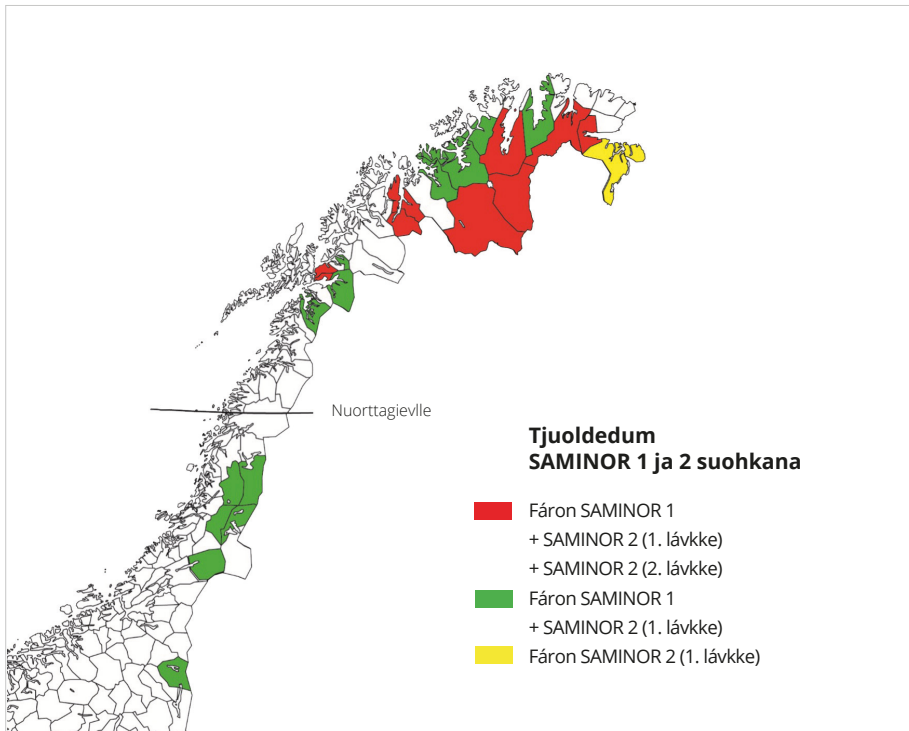 Nuorttagievlle
Tjuoldedum
SAMINOR 1 ja 2 suohkana
Fáron SAMINOR 1
+ SAMINOR 2 (1. lávkke)
+ SAMINOR 2 (2. lávkke)
Fáron SAMINOR 1
+ SAMINOR 2 (1. lávkke)
Fáron SAMINOR 2 (1. lávkke)